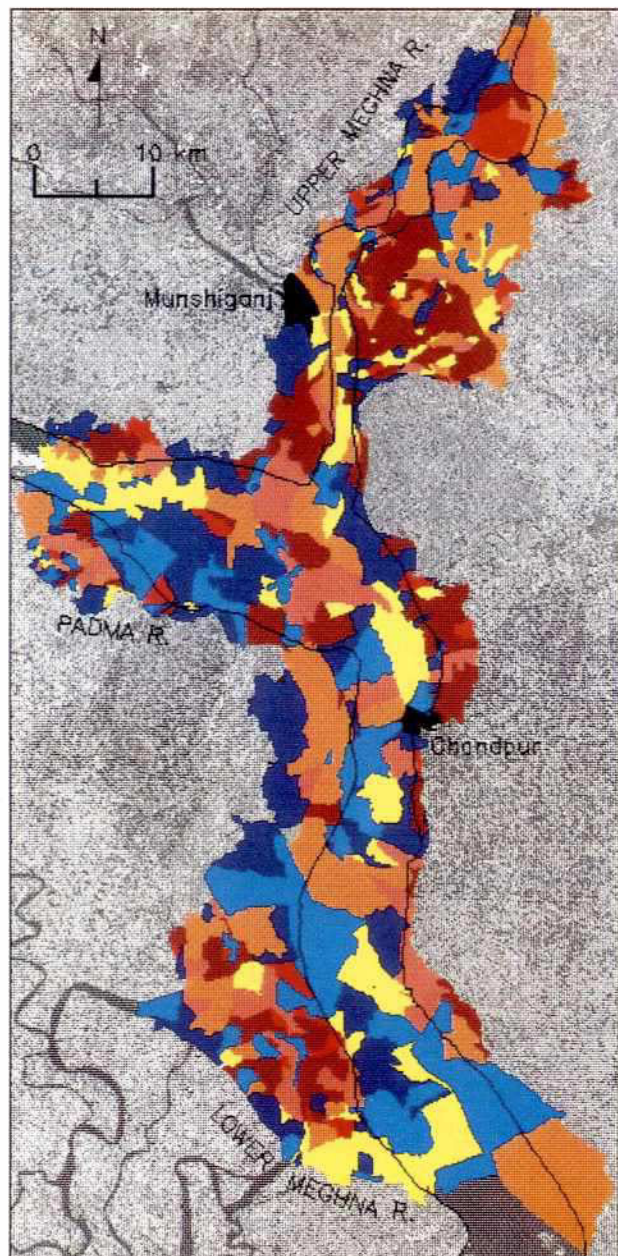 N
0 10 km
UPPER MEGHNA R.
Munshiganj
PADMA R.
Chandpur
LOWER MEGHNA R.